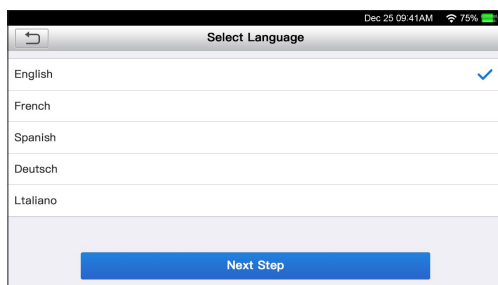 Dec 25 09:41AM 75%
Select Language
English
French
Spanish
Deutsch
Ltaliano
Next Step